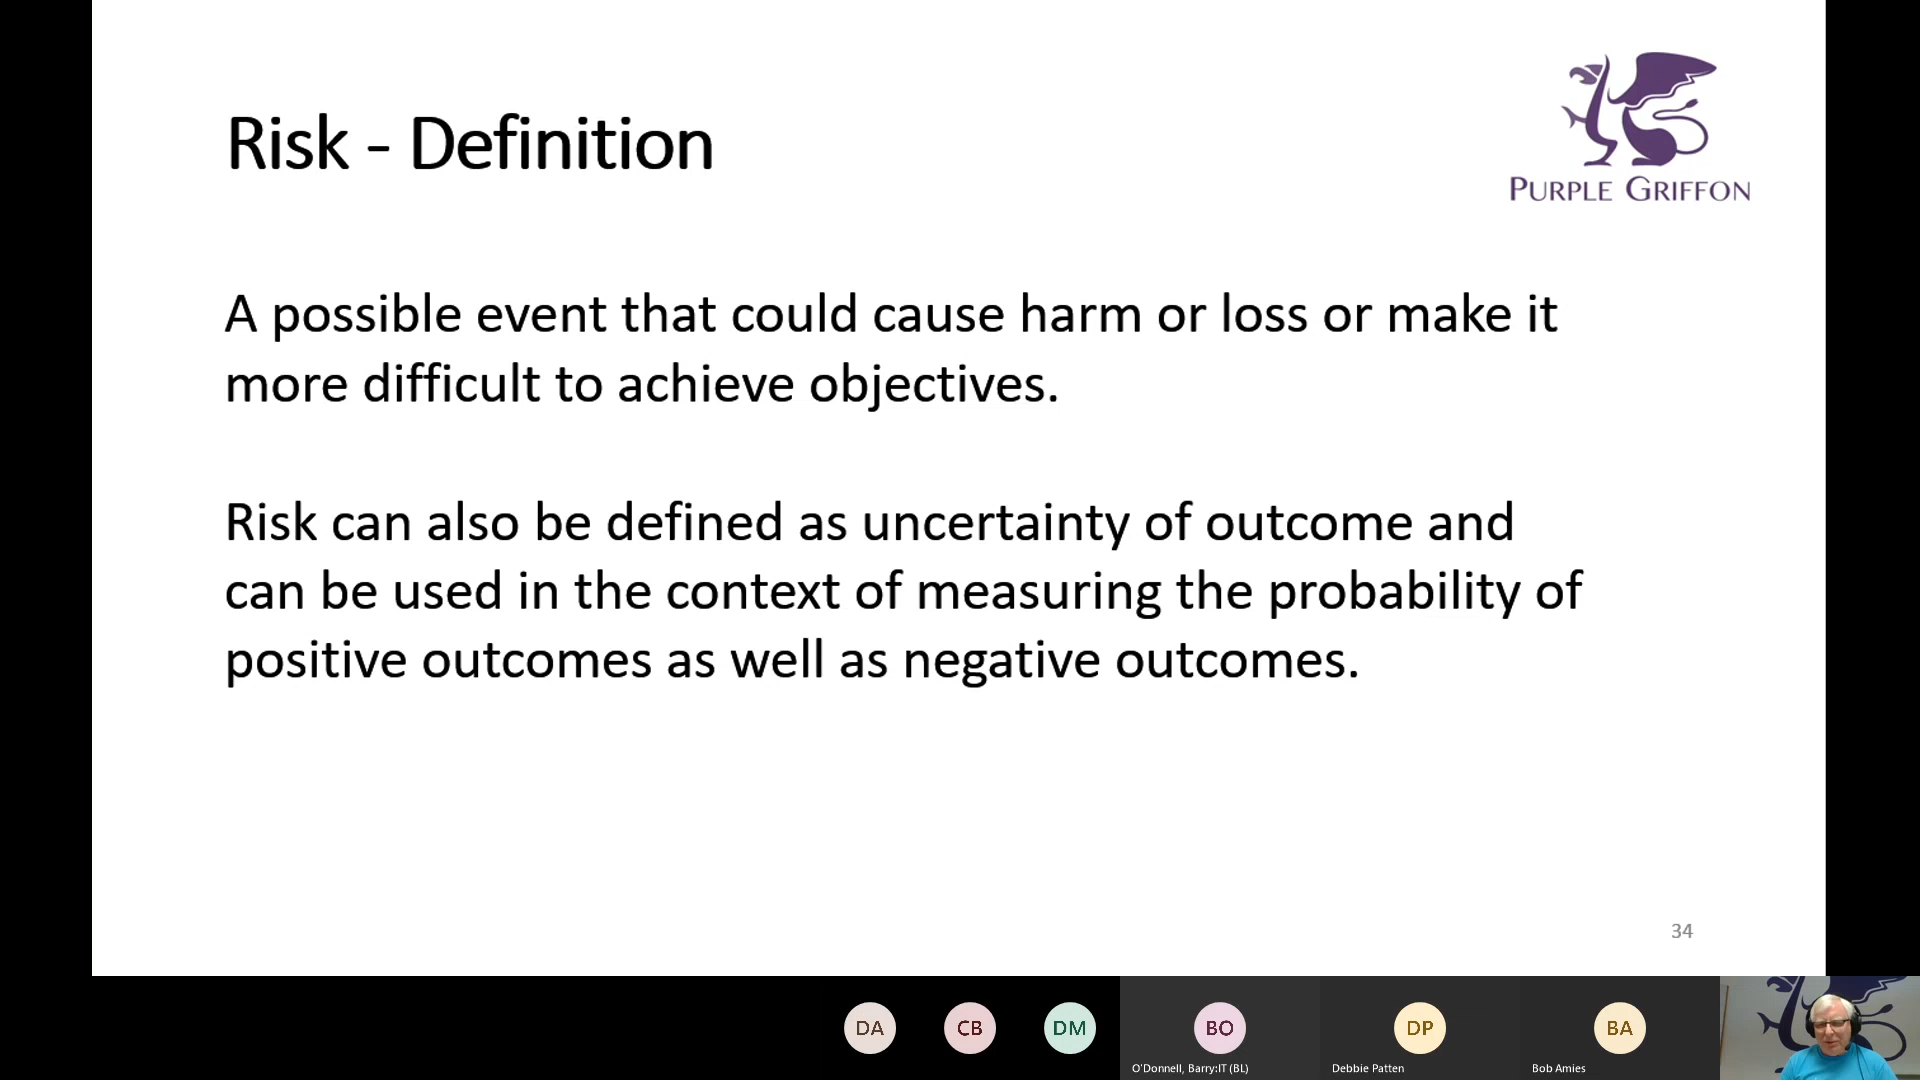 Risk - Definition
PURPLE GRIFFON
A possible event that could cause harm or loss or make it
more difficult to achieve objectives.
Risk can also be defined as uncertainty of outcome and
can be used in the context of measuring the probability of
positive outcomes as well as negative outcomes.
34
DA
CB
DM
BO
DP
BA
O'Donnell, Barry:IT (BL)
Debbie Patten
Bob Amies